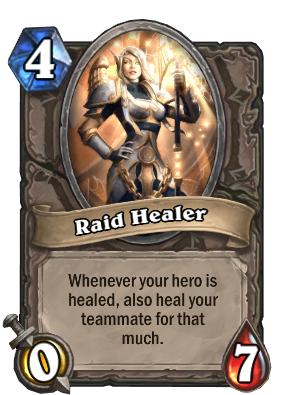 4
Raid Healer
Whenever your hero is
healed, also heal your
teammate for that
much.
0
7